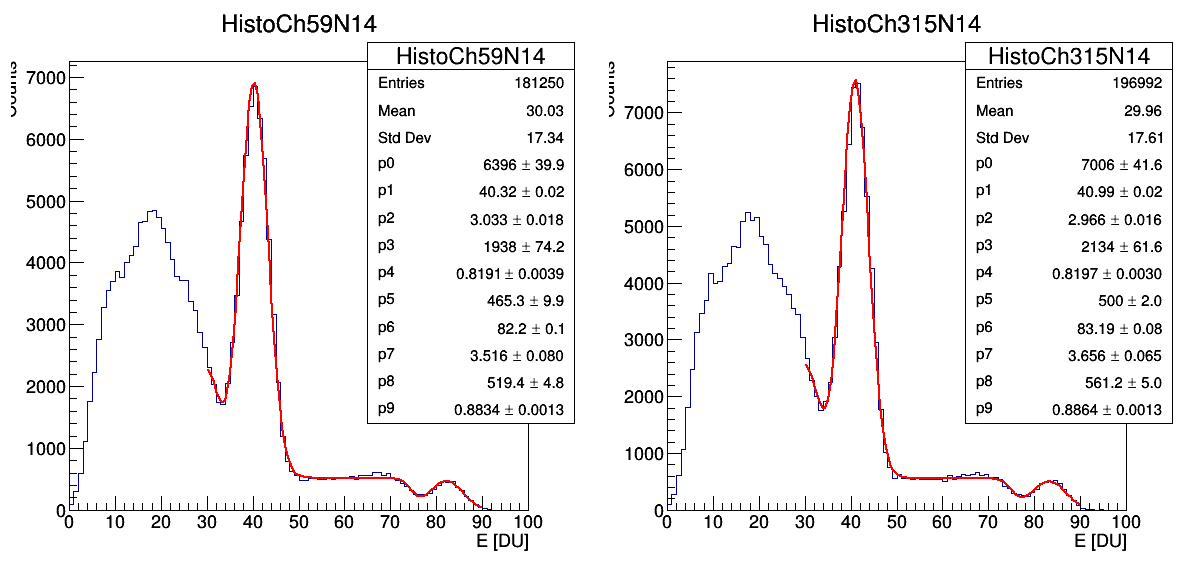 HistoCh59N14
HistoCh59N14
Entries 181250
Mean 30.03
Std Dev 17.34
p0 6396 ± 39.9
p1 40.32 ± 0.02
p2 3.033 ± 0.018
p3 1938 ± 74.2
p4 0.8191 ± 0.0039
p5 465.3 ± 9.9
p6 82.2 ± 0.1
p7 3.516 ± 0.080
p8 519.4 ± 4.8
p9 0.8834 ± 0.0013
7000
6000
5000
4000
3000
2000
1000
0
0 10 20 30 40 50 60 70 80 90 100
E [DU]
HistoCh315N14
HistoCh315N14
Entries 196992
Mean 29.96
Std Dev 17.61
p0 7006 ± 41.6
p1 40.99 ± 0.02
p2 2.966 ± 0.016
p3 2134 ± 61.6
p4 0.8197 ± 0.0030
p5 500 ± 2.0
p6 83.19 ± 0.08
p7 3.656 ± 0.065
p8 561.2 ± 5.0
p9 0.8864 ± 0.0013
7000
6000
5000
4000
3000
2000
1000
0
0 10 20 30 40 50 60 70 80 90 100
E [DU]